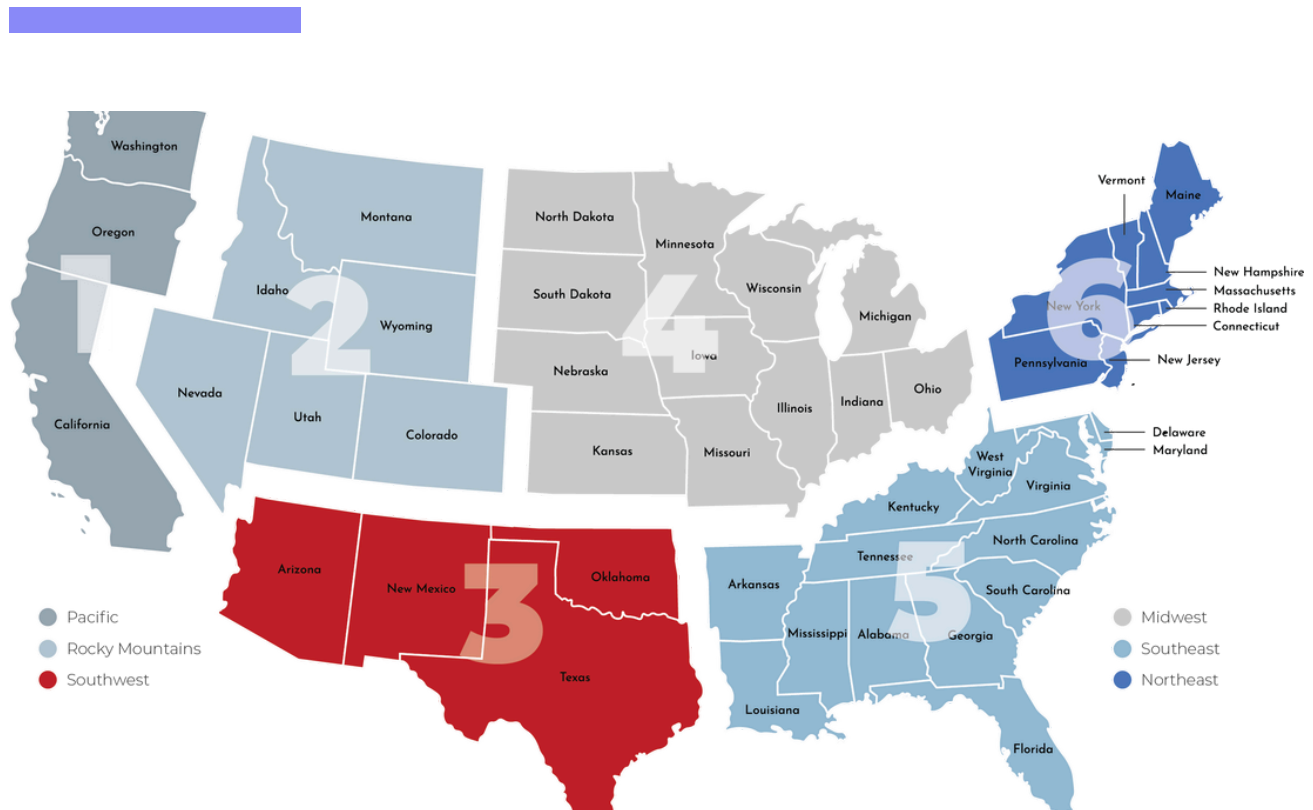 Washington
Oregon
California
1
Montana
Idaho
Wyoming
Nevada
Utah
Colorado
2
Arizona
New Mexico
Oklahoma
Texas
3
North Dakota
Minnesota
South Dakota
Wisconsin
Michigan
Nebraska
Iowa
Illinois
Indiana
Ohio
Kansas
Missouri
4
West
Virginia
Virginia
Kentucky
Tennessee
North Carolina
South Carolina
Arkansas
Mississippi
Alabama
Georgia
Louisiana
Florida
Delaware
Maryland
5
Vermont
Maine
New York
Pennsylvania
New Hampshire
Massachusetts
Rhode Island
Connecticut
New Jersey
6
Pacific
Rocky Mountains
Southwest
Midwest
Southeast
Northeast